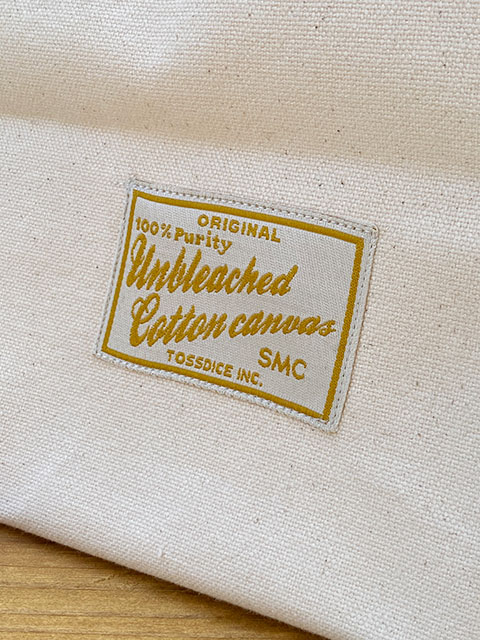 ORIGINAL
100% Purity
Unbleached
Cotton canvas
SMC
TOSSDICE INC.